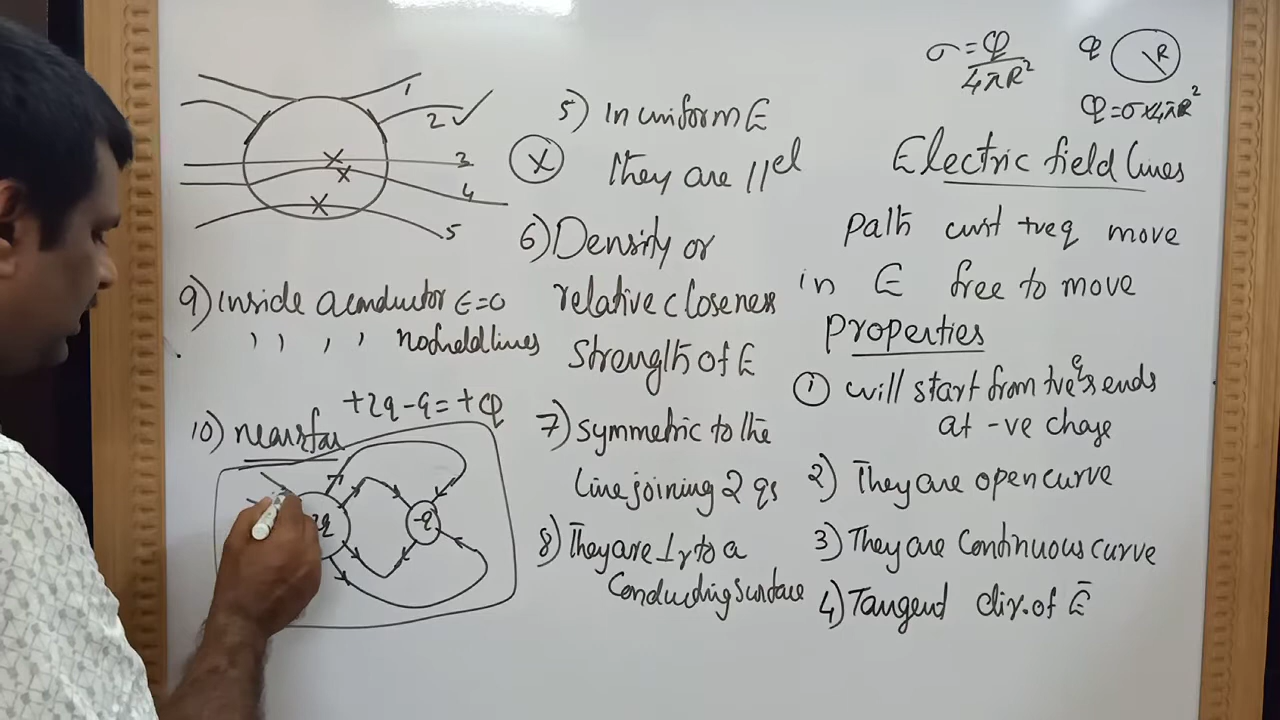 σ = φ
4πR²
q
R
φ = σ×4πR²
Electric field lines
path cust +ve q move
in E free to move
Properties
① will start from +ve q's ends
at -ve chage
2) They are open curve
3) They are continuous curve
4) Tangend dir. of E̅
5) In uniform E
they are 11el
X
6) Density or
relative closeness
strength of E
7) symmetric to the
line joining 2 qs
8) They are ⊥r to a
Conducting surface
1
2 ✓
3
4
5
X
X
X
9) inside a conductor E=0
,, ,, no field lines
10) near & far
+2q-q=+q
-q